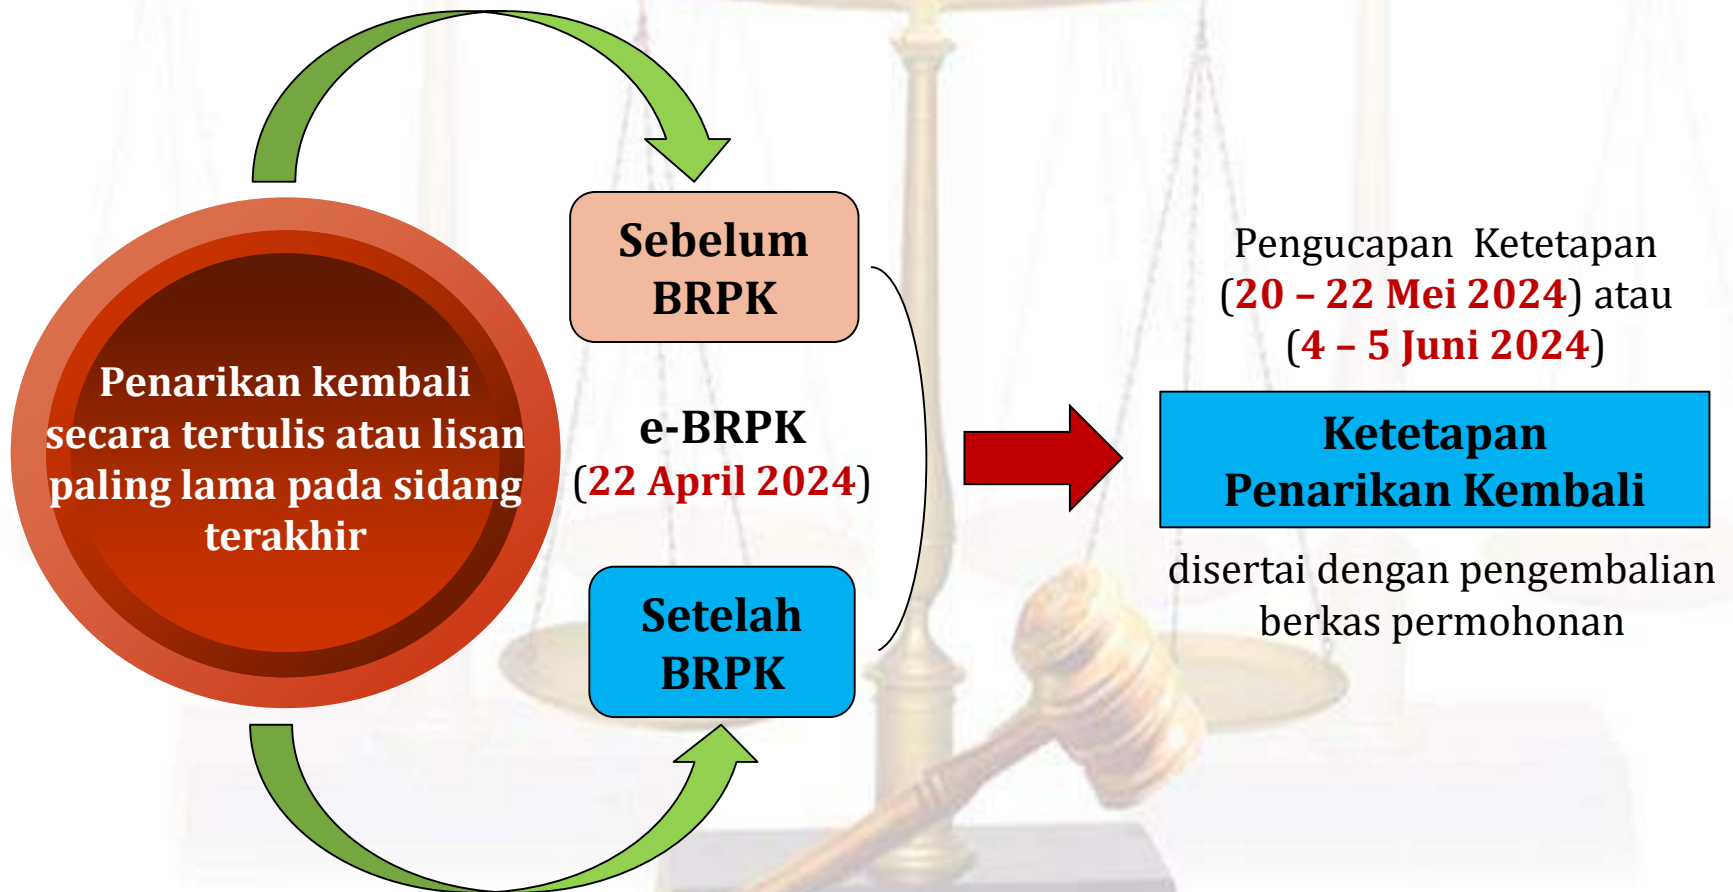 Penarikan kembali
secara tertulis atau lisan
paling lama pada sidang
terakhir
Sebelum
BRPK
e-BRPK
(22 April 2024)
Setelah
BRPK
Pengucapan Ketetapan
(20 – 22 Mei 2024) atau
(4 – 5 Juni 2024)
Ketetapan
Penarikan Kembali
disertai dengan pengembalian
berkas permohonan